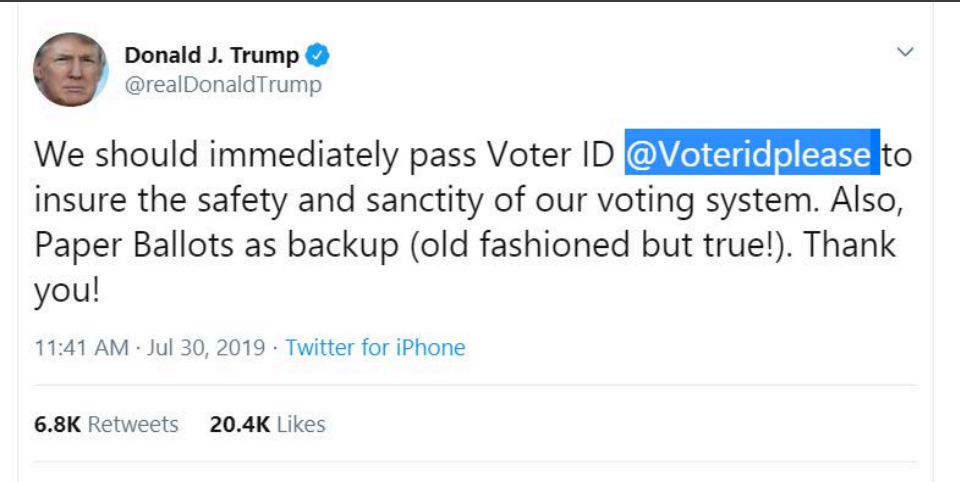 Donald J. Trump
@realDonaldTrump
We should immediately pass Voter ID @Voteridplease to
insure the safety and sanctity of our voting system. Also,
Paper Ballots as backup (old fashioned but true!). Thank
you!
11:41 AM · Jul 30, 2019 · Twitter for iPhone
6.8K Retweets 20.4K Likes